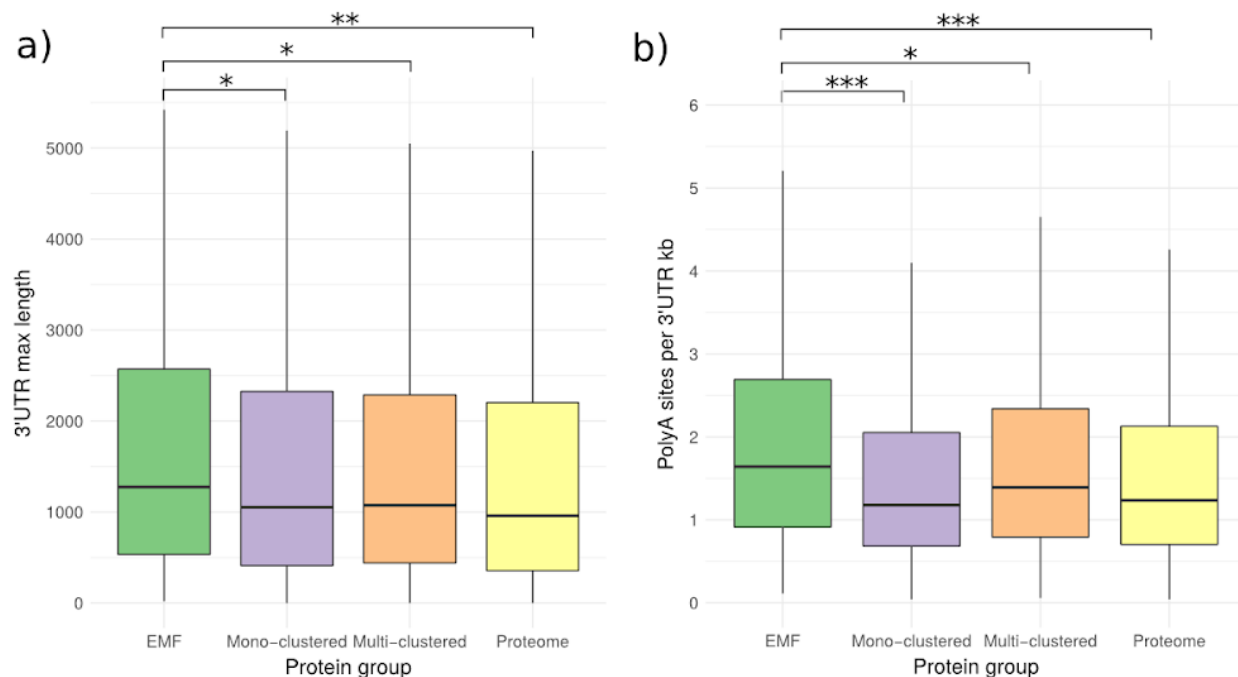 a)
**
*
*
5000
4000
3000
2000
1000
0
3'UTR max length
EMF Mono-clustered Multi-clustered Proteome
Protein group
b)
***
*
***
6
5
4
3
2
1
0
PolyA sites per 3'UTR kb
EMF Mono-clustered Multi-clustered Proteome
Protein group